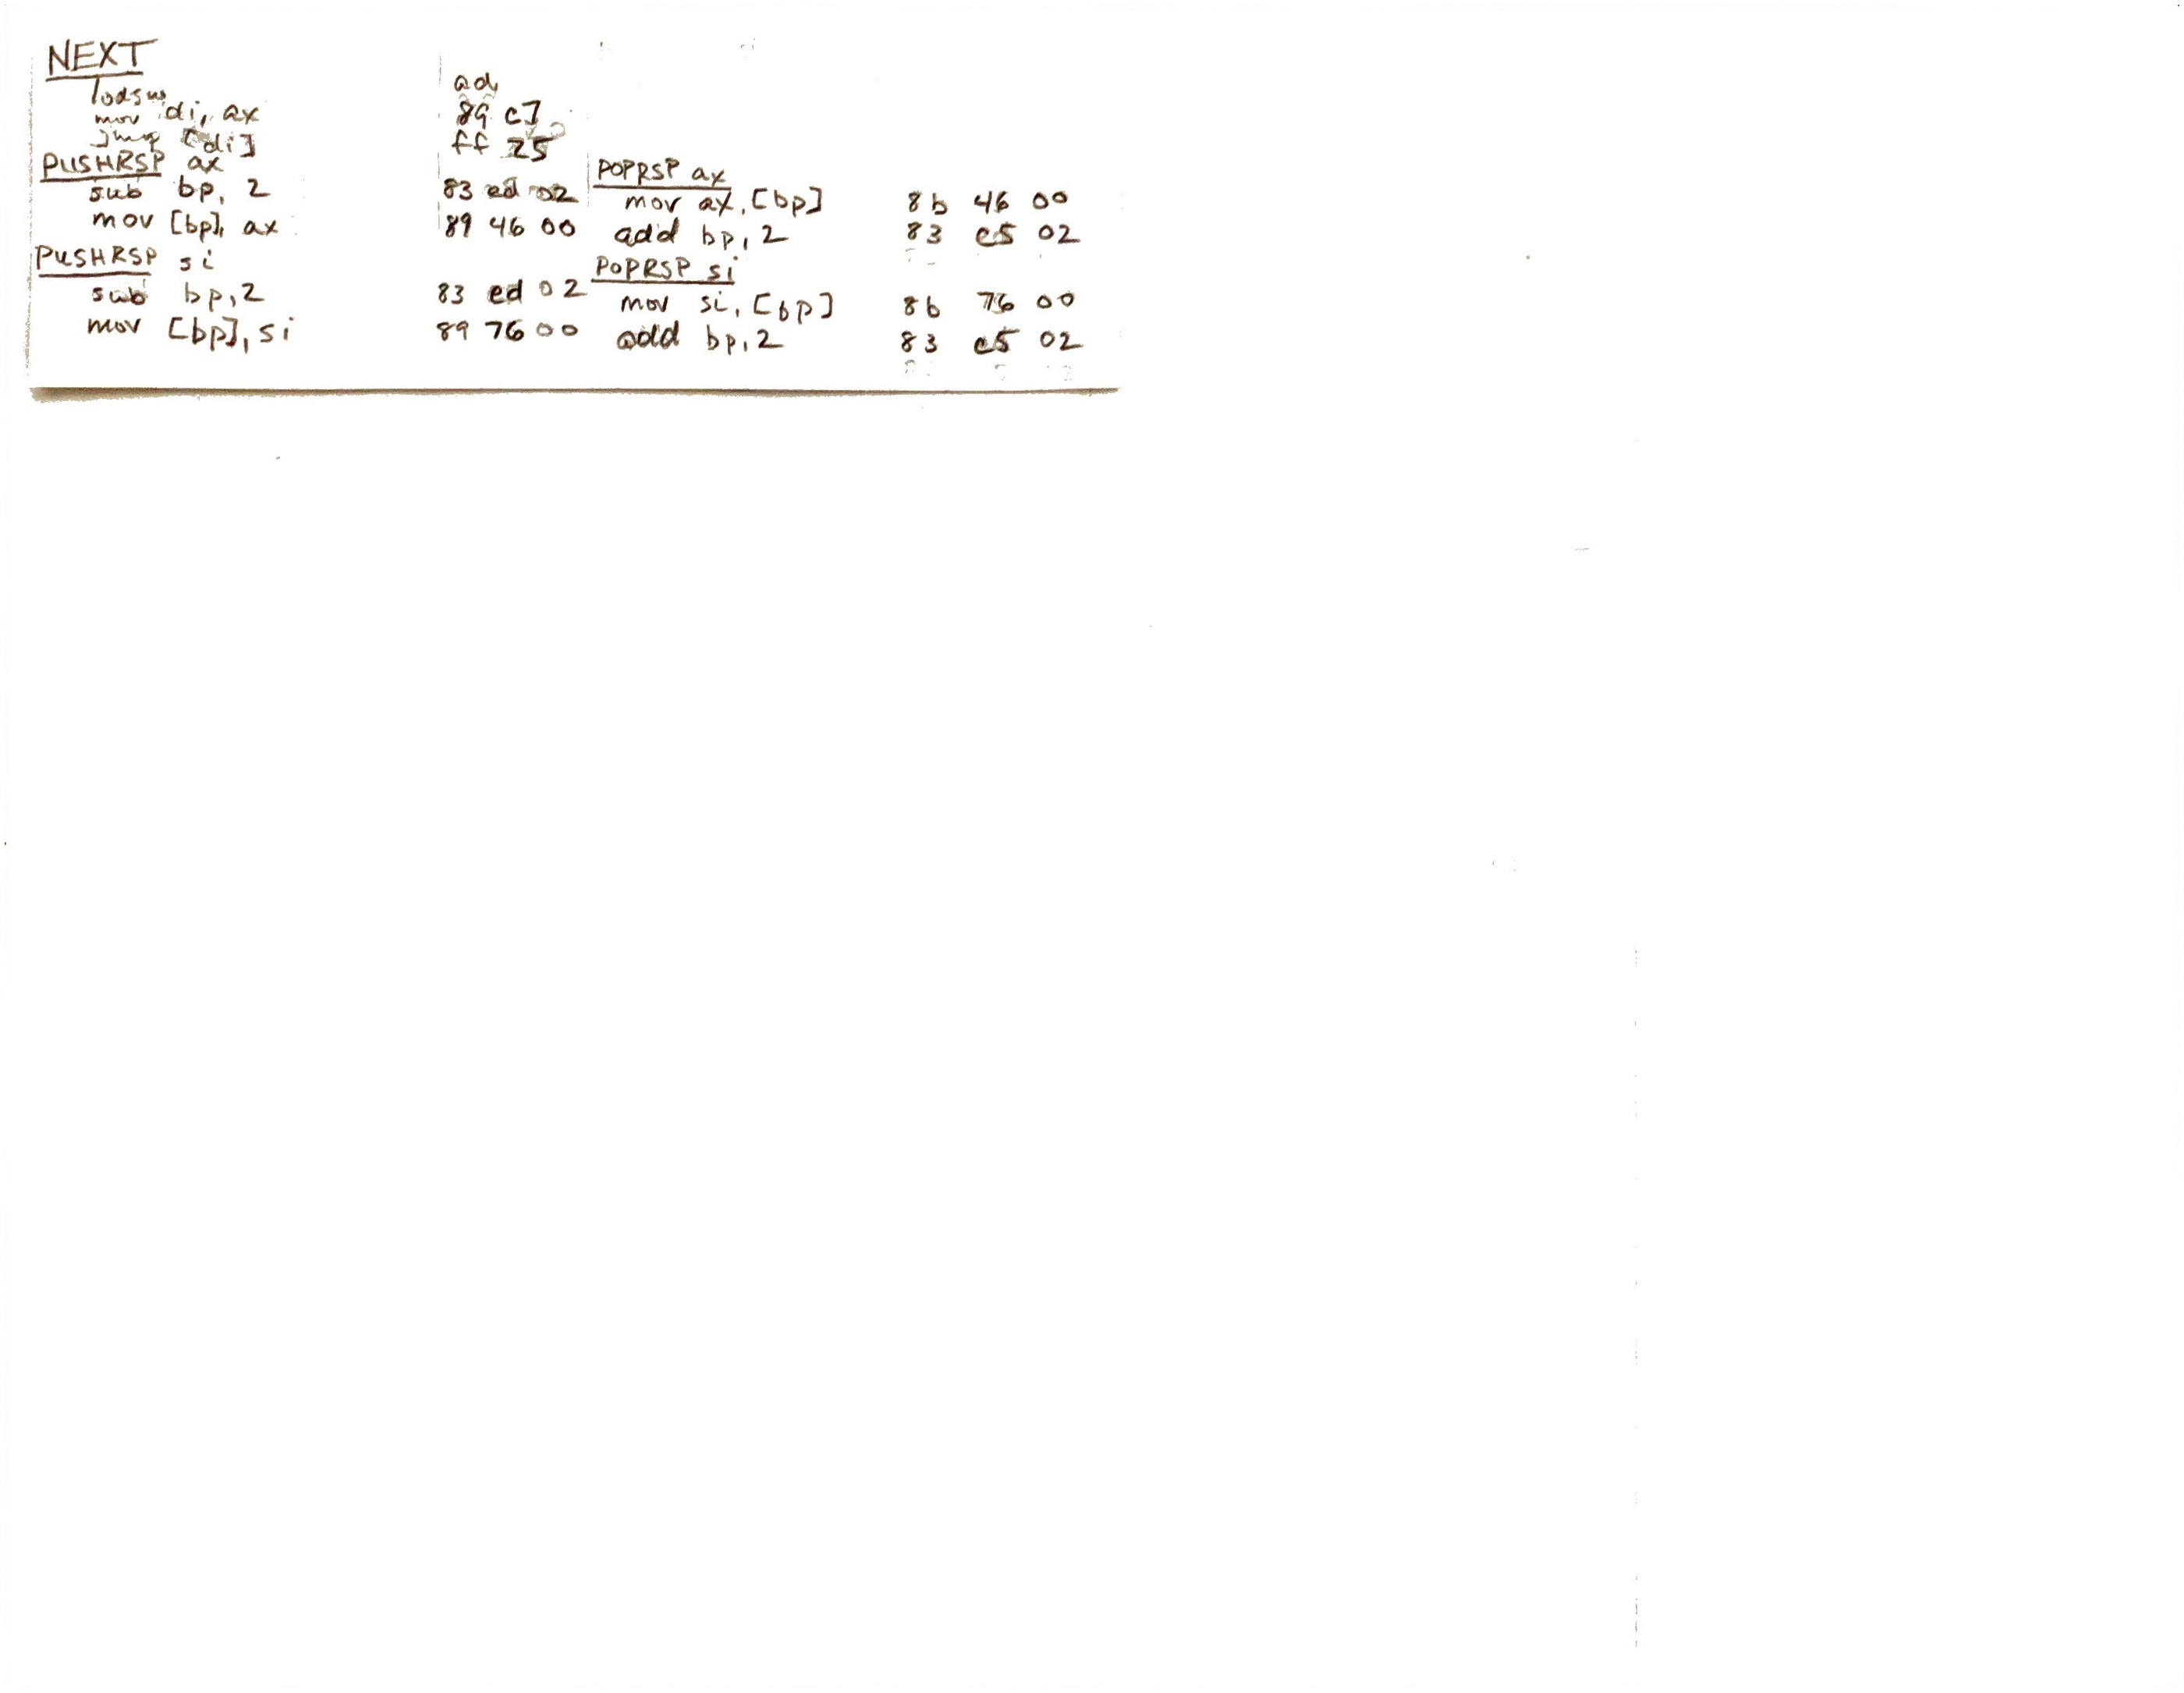 NEXT
lodsw ad
mov di, ax 89 c7
jmp [di] ff 25
PUSHRSP ax
sub bp, 2 83 ed 02
mov [bp], ax 89 46 00
PUSHRSP si
sub bp, 2 83 ed 02
mov [bp], si 89 76 00
POPRSP ax
mov ax, [bp] 8b 46 00
add bp, 2 83 c5 02
POPRSP si
mov si, [bp] 8b 76 00
add bp, 2 83 c5 02